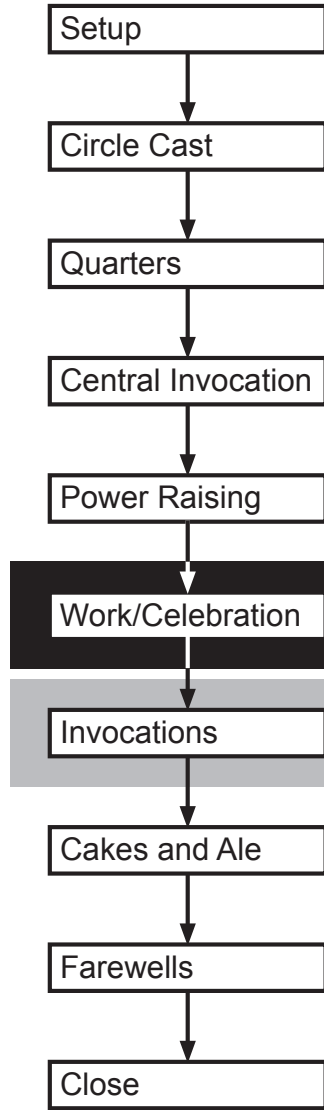 Setup
Circle Cast
Quarters
Central Invocation
Power Raising
Work/Celebration
Invocations
Cakes and Ale
Farewells
Close